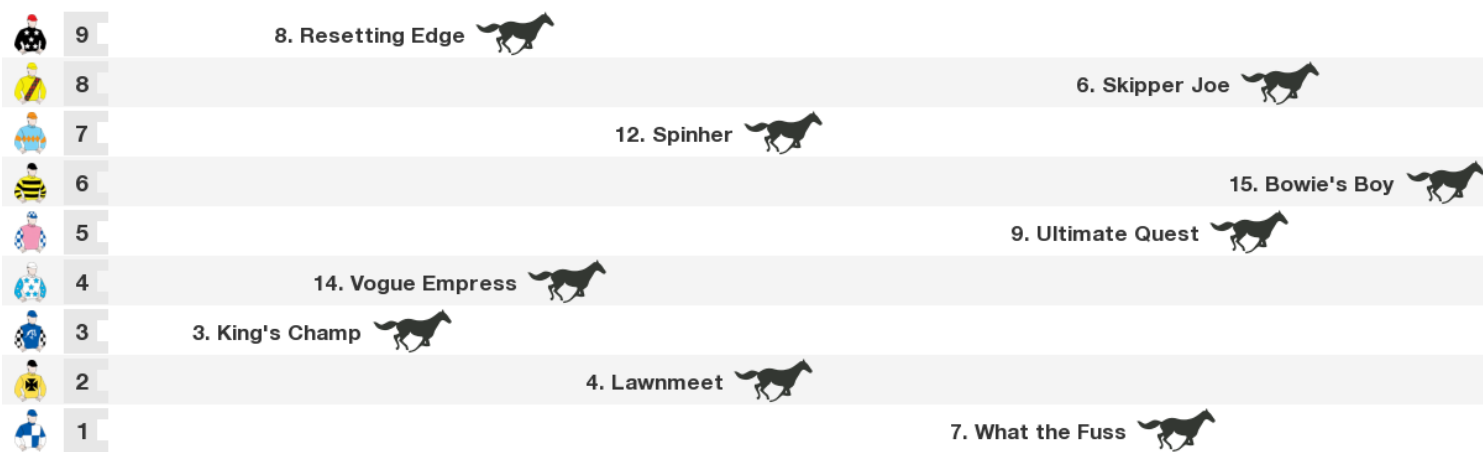 9 8. Resetting Edge
8 6. Skipper Joe
7 12. Spinher
6 15. Bowie's Boy
5 9. Ultimate Quest
4 14. Vogue Empress
3 3. King's Champ
2 4. Lawnmeet
1 7. What the Fuss